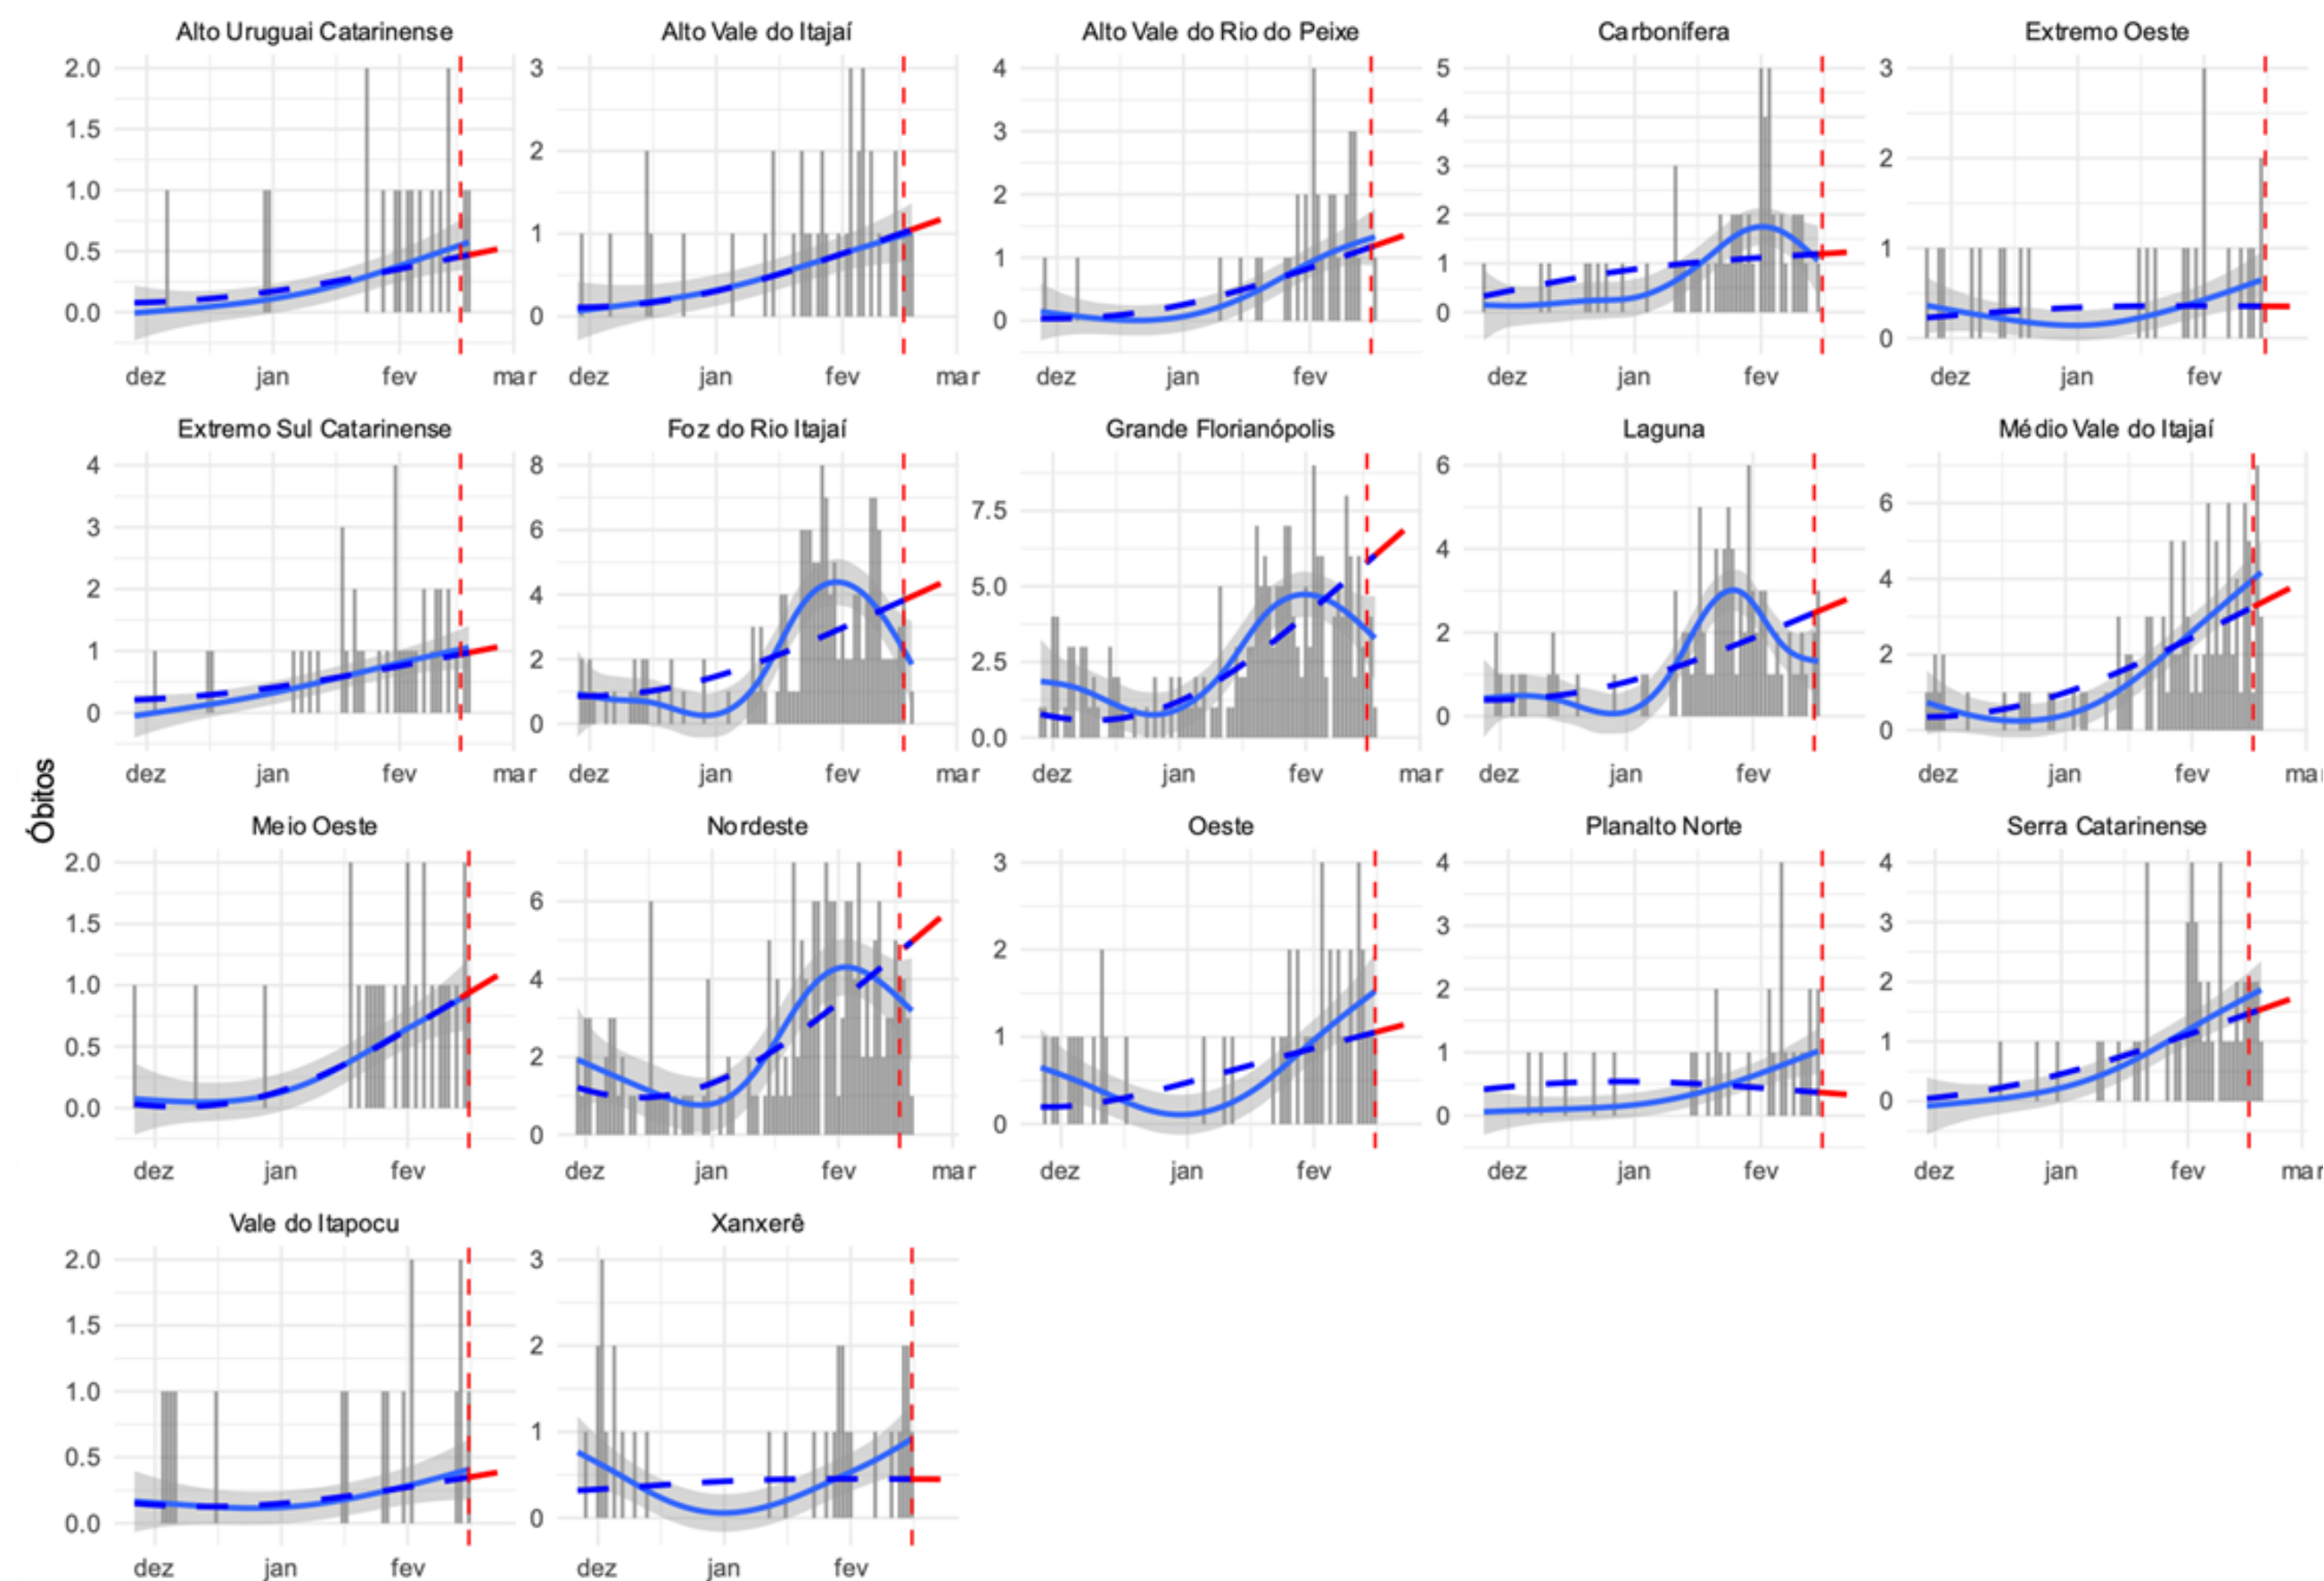 Alto Uruguai Catarinense Alto Vale do Itajaí Alto Vale do Rio do Peixe Carbonífera Extremo Oeste
2.0 3 4 5 3
4
1.5 3
2 2
3
1.0 2
2
1 1
0.5 1
1
0.0 0 0 0 0
dez jan fev mar dez jan fev mar dez jan fev dez jan fev dez jan fev
Extremo Sul Catarinense Foz do Rio Itajaí Grande Florianópolis Laguna Médio Vale do Itajaí
4 8 6
7.5 6
3 6
4
5.0 4
2 4
2
2.5 2
1 2
0 0 0.0 0 0
dez jan fev mar dez jan fev mar dez jan fev mar dez jan fev dez jan fev ma
Óbitos
Meio Oeste Nordeste Oeste Planalto Norte Serra Catarinense
2.0 3 4 4
6
1.5 3 3
2
1.0 4 2 2
1
0.5 2 1 1
0.0 0 0 0 0
dez jan fev dez jan fev mar dez jan fev dez jan fev dez jan fev ma
Vale do Itapocu Xanxerê
2.0 3
1.5
2
1.0
1
0.5
0.0 0
dez jan fev dez jan fev